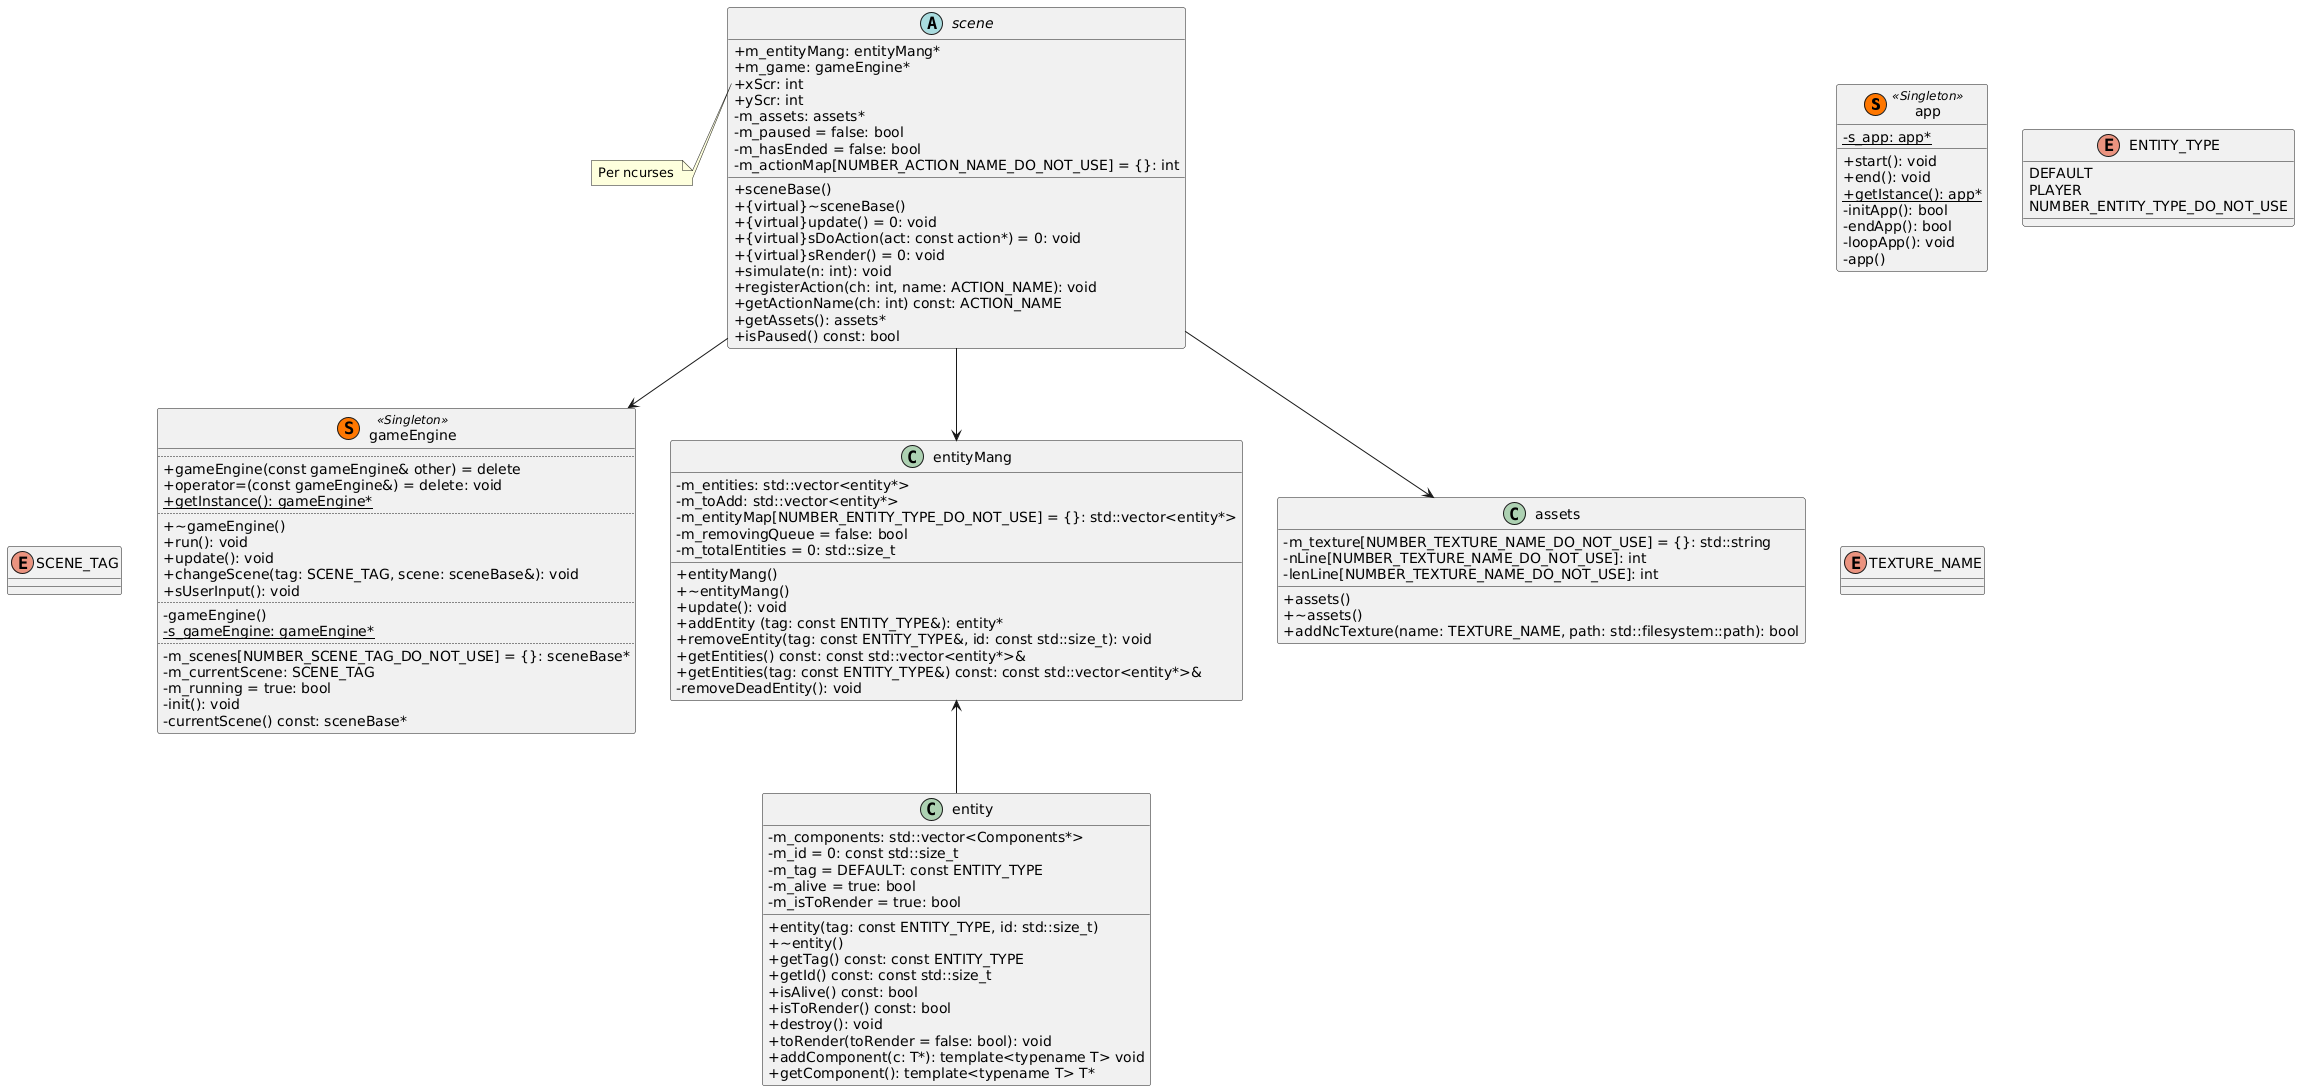 A scene
+m_entityMang: entityMang*
+m_game: gameEngine*
+xScr: int
+yScr: int
-m_assets: assets*
-m_paused = false: bool
-m_hasEnded = false: bool
-m_actionMap[NUMBER_ACTION_NAME_DO_NOT_USE] = {}: int
+sceneBase()
+{virtual}~sceneBase()
+{virtual}update() = 0: void
+{virtual}sDoAction(act: const action*) = 0: void
+{virtual}sRender() = 0: void
+simulate(n: int): void
+registerAction(ch: int, name: ACTION_NAME): void
+getActionName(ch: int) const: ACTION_NAME
+getAssets(): assets*
+isPaused() const: bool
Per ncurses
S «Singleton»
app
-s_app: app*
+start(): void
+end(): void
+getIstance(): app*
-initApp(): bool
-endApp(): bool
-loopApp(): void
-app()
E ENTITY_TYPE
DEFAULT
PLAYER
NUMBER_ENTITY_TYPE_DO_NOT_USE
E SCENE_TAG
S «Singleton»
gameEngine
+gameEngine(const gameEngine& other) = delete
+operator=(const gameEngine&) = delete: void
+getInstance(): gameEngine*
+~gameEngine()
+run(): void
+update(): void
+changeScene(tag: SCENE_TAG, scene: sceneBase&): void
+sUserInput(): void
-gameEngine()
-s_gameEngine: gameEngine*
-m_scenes[NUMBER_SCENE_TAG_DO_NOT_USE] = {}: sceneBase*
-m_currentScene: SCENE_TAG
-m_running = true: bool
-init(): void
-currentScene() const: sceneBase*
C entityMang
-m_entities: std::vector<entity*>
-m_toAdd: std::vector<entity*>
-m_entityMap[NUMBER_ENTITY_TYPE_DO_NOT_USE] = {}: std::vector<entity*>
-m_removingQueue = false: bool
-m_totalEntities = 0: std::size_t
+entityMang()
+~entityMang()
+update(): void
+addEntity (tag: const ENTITY_TYPE&): entity*
+removeEntity(tag: const ENTITY_TYPE&, id: const std::size_t): void
+getEntities() const: const std::vector<entity*>&
+getEntities(tag: const ENTITY_TYPE&) const: const std::vector<entity*>&
-removeDeadEntity(): void
C assets
-m_texture[NUMBER_TEXTURE_NAME_DO_NOT_USE] = {}: std::string
-nLine[NUMBER_TEXTURE_NAME_DO_NOT_USE]: int
-lenLine[NUMBER_TEXTURE_NAME_DO_NOT_USE]: int
+assets()
+~assets()
+addNcTexture(name: TEXTURE_NAME, path: std::filesystem::path): bool
E TEXTURE_NAME
C entity
-m_components: std::vector<Components*>
-m_id = 0: const std::size_t
-m_tag = DEFAULT: const ENTITY_TYPE
-m_alive = true: bool
-m_isToRender = true: bool
+entity(tag: const ENTITY_TYPE, id: std::size_t)
+~entity()
+getTag() const: const ENTITY_TYPE
+getId() const: const std::size_t
+isAlive() const: bool
+isToRender() const: bool
+destroy(): void
+toRender(toRender = false: bool): void
+addComponent(c: T*): template<typename T> void
+getComponent(): template<typename T> T*